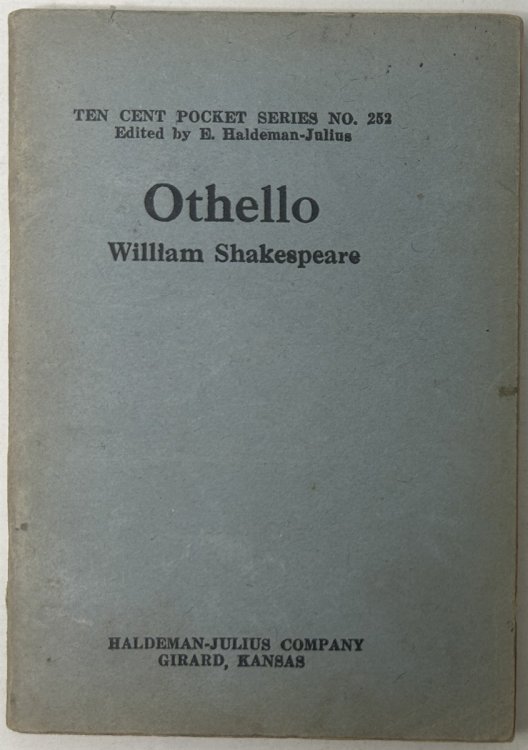 TEN CENT POCKET SERIES NO. 252
Edited by E. Haldeman-Julius
Othello
William Shakespeare
HALDEMAN-JULIUS COMPANY
GIRARD, KANSAS